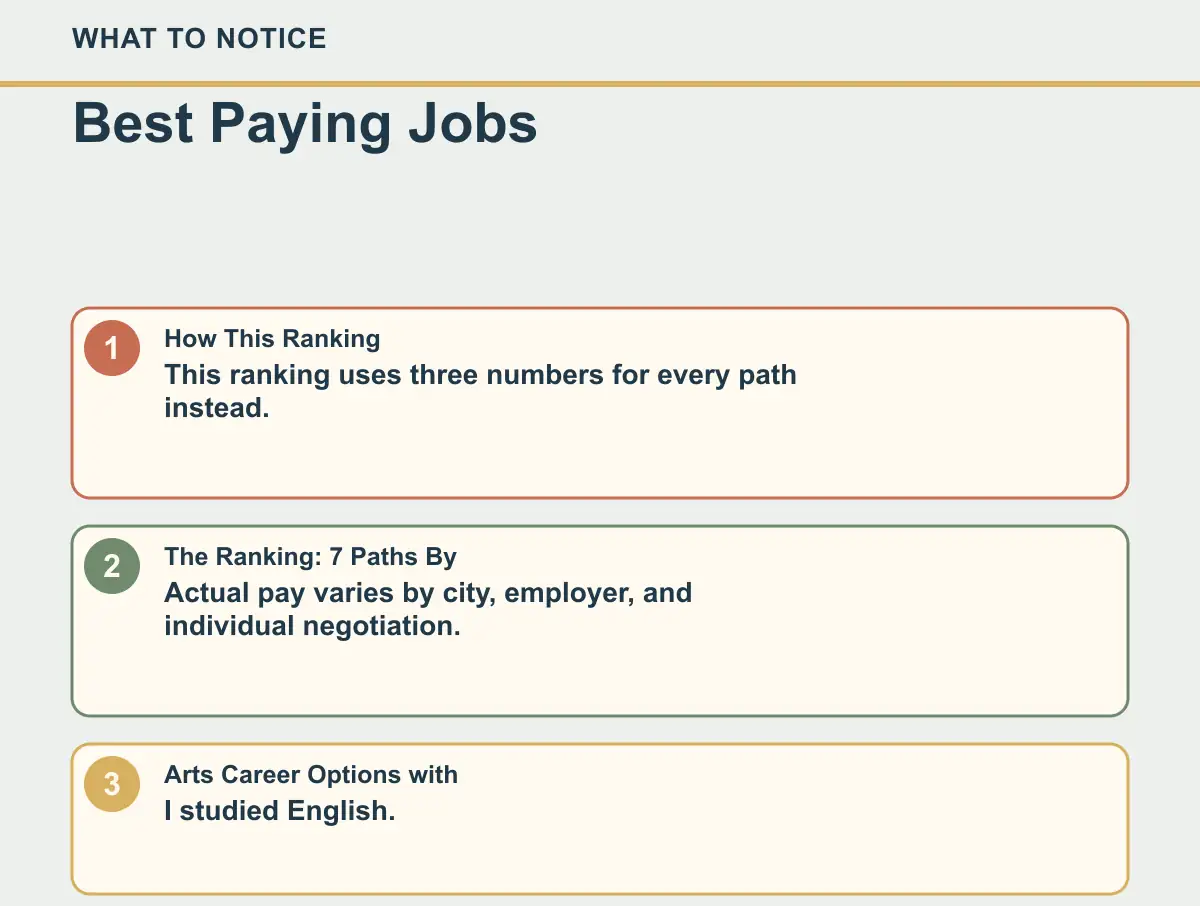 WHAT TO NOTICE
Best Paying Jobs
1
How This Ranking
This ranking uses three numbers for every path
instead.
2
The Ranking: 7 Paths By
Actual pay varies by city, employer, and
individual negotiation.
3
Arts Career Options with
I studied English.